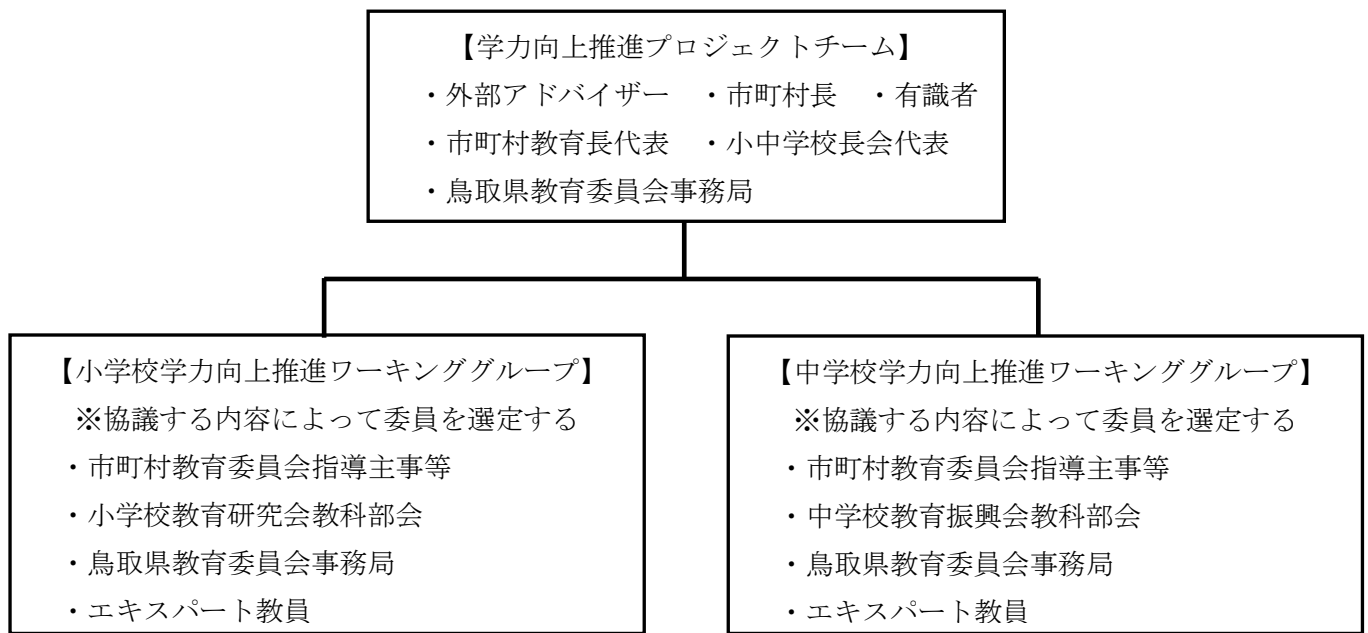 【学力向上推進プロジェクトチーム】
・外部アドバイザー　・市町村長　・有識者
・市町村教育長代表　・小中学校長会代表
・鳥取県教育委員会事務局
【小学校学力向上推進ワーキンググループ】
※協議する内容によって委員を選定する
・市町村教育委員会指導主事等
・小学校教育研究会教科部会
・鳥取県教育委員会事務局
・エキスパート教員
【中学校学力向上推進ワーキンググループ】
※協議する内容によって委員を選定する
・市町村教育委員会指導主事等
・中学校教育振興会教科部会
・鳥取県教育委員会事務局
・エキスパート教員